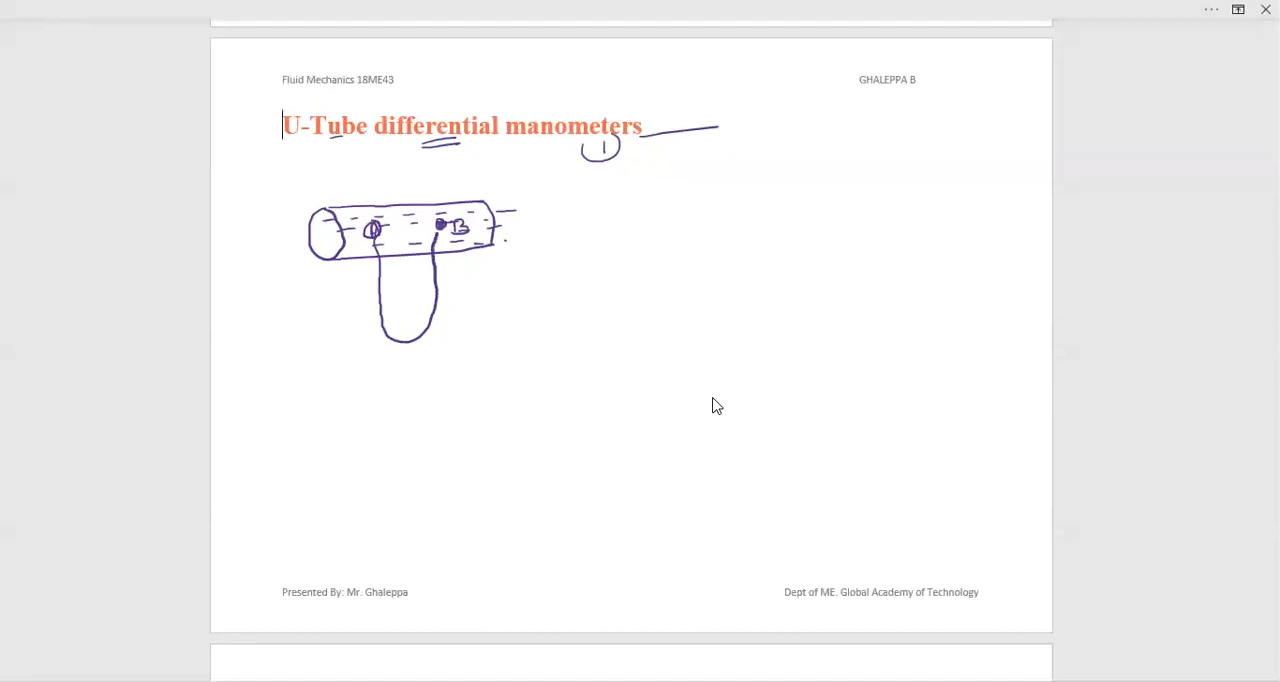 Fluid Mechanics 18ME43 GHALEPPA B
U-Tube differential manometers
1
B
Presented By: Mr. Ghaleppa Dept of ME. Global Academy of Technology